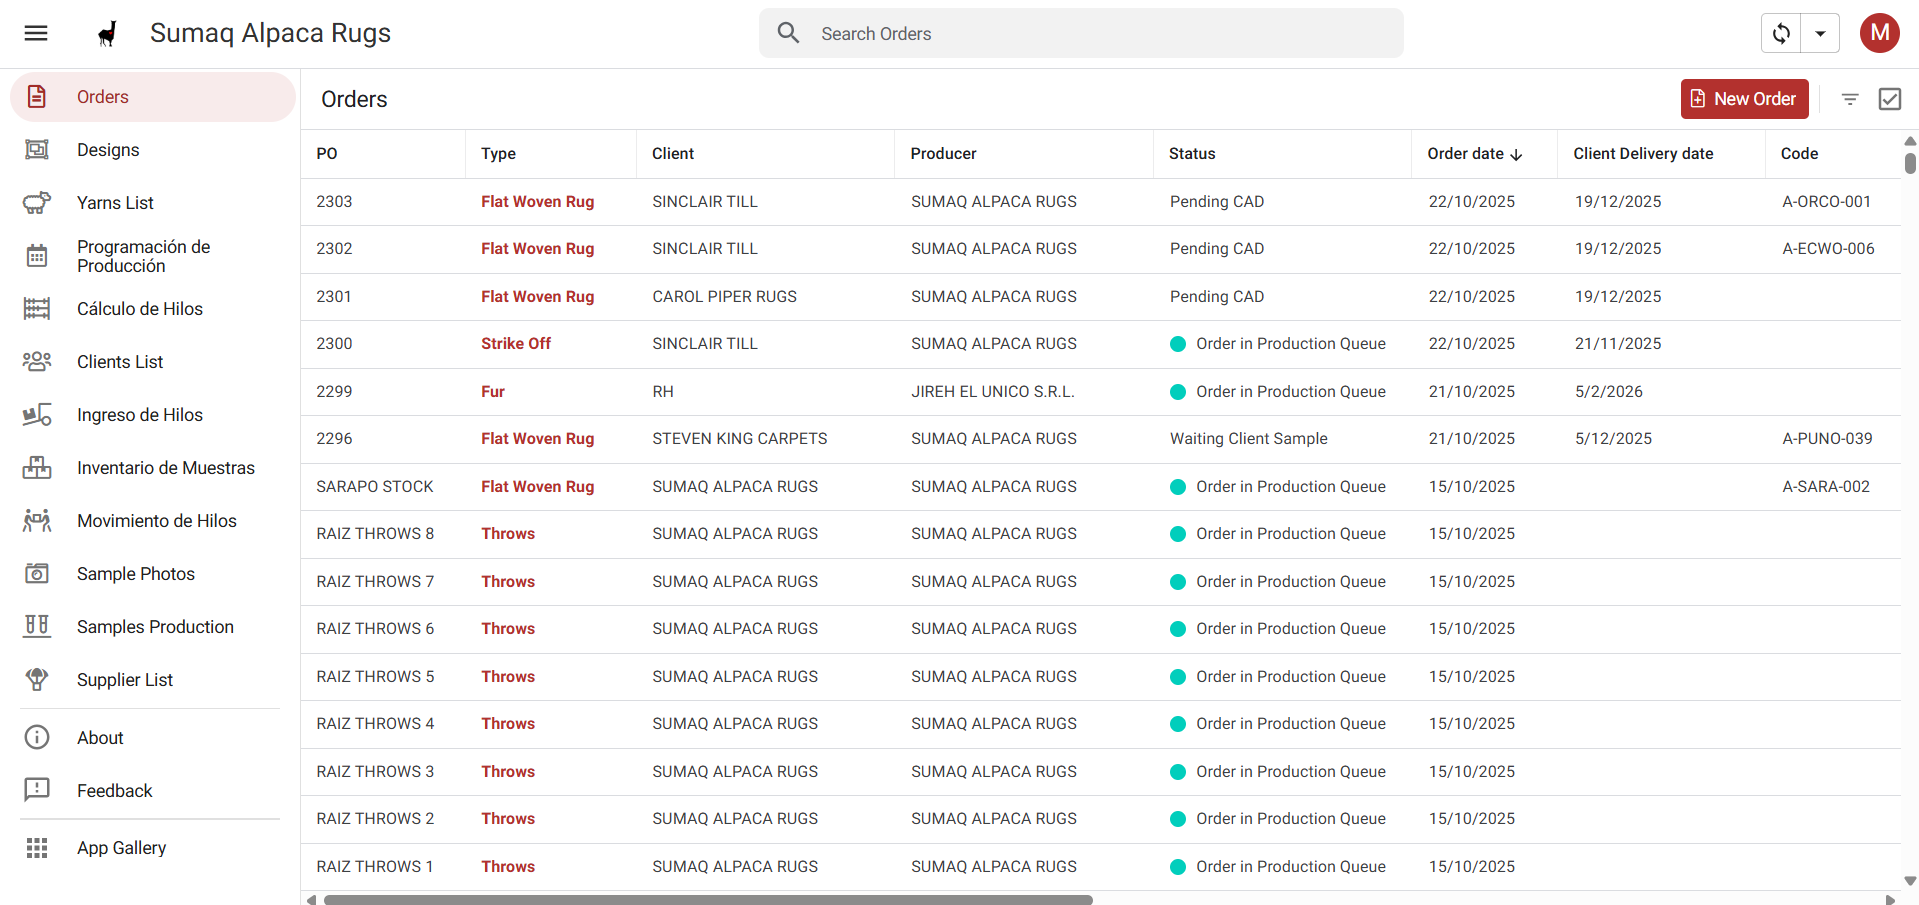 Sumaq Alpaca Rugs
Search Orders
M
Orders
Designs
Yarns List
Programación de
Producción
Cálculo de Hilos
Clients List
Ingreso de Hilos
Inventario de Muestras
Movimiento de Hilos
Sample Photos
Samples Production
Supplier List
About
Feedback
App Gallery
Orders
New Order
PO Type Client Producer Status Order date Client Delivery date Code
2303 Flat Woven Rug SINCLAIR TILL SUMAQ ALPACA RUGS Pending CAD 22/10/2025 19/12/2025 A-ORCO-001
2302 Flat Woven Rug SINCLAIR TILL SUMAQ ALPACA RUGS Pending CAD 22/10/2025 19/12/2025 A-ECWO-006
2301 Flat Woven Rug CAROL PIPER RUGS SUMAQ ALPACA RUGS Pending CAD 22/10/2025 19/12/2025
2300 Strike Off SINCLAIR TILL SUMAQ ALPACA RUGS Order in Production Queue 22/10/2025 21/11/2025
2299 Fur RH JIREH EL UNICO S.R.L. Order in Production Queue 21/10/2025 5/2/2026
2296 Flat Woven Rug STEVEN KING CARPETS SUMAQ ALPACA RUGS Waiting Client Sample 21/10/2025 5/12/2025 A-PUNO-039
SARAPO STOCK Flat Woven Rug SUMAQ ALPACA RUGS SUMAQ ALPACA RUGS Order in Production Queue 15/10/2025 A-SARA-002
RAIZ THROWS 8 Throws SUMAQ ALPACA RUGS SUMAQ ALPACA RUGS Order in Production Queue 15/10/2025
RAIZ THROWS 7 Throws SUMAQ ALPACA RUGS SUMAQ ALPACA RUGS Order in Production Queue 15/10/2025
RAIZ THROWS 6 Throws SUMAQ ALPACA RUGS SUMAQ ALPACA RUGS Order in Production Queue 15/10/2025
RAIZ THROWS 5 Throws SUMAQ ALPACA RUGS SUMAQ ALPACA RUGS Order in Production Queue 15/10/2025
RAIZ THROWS 4 Throws SUMAQ ALPACA RUGS SUMAQ ALPACA RUGS Order in Production Queue 15/10/2025
RAIZ THROWS 3 Throws SUMAQ ALPACA RUGS SUMAQ ALPACA RUGS Order in Production Queue 15/10/2025
RAIZ THROWS 2 Throws SUMAQ ALPACA RUGS SUMAQ ALPACA RUGS Order in Production Queue 15/10/2025
RAIZ THROWS 1 Throws SUMAQ ALPACA RUGS SUMAQ ALPACA RUGS Order in Production Queue 15/10/2025